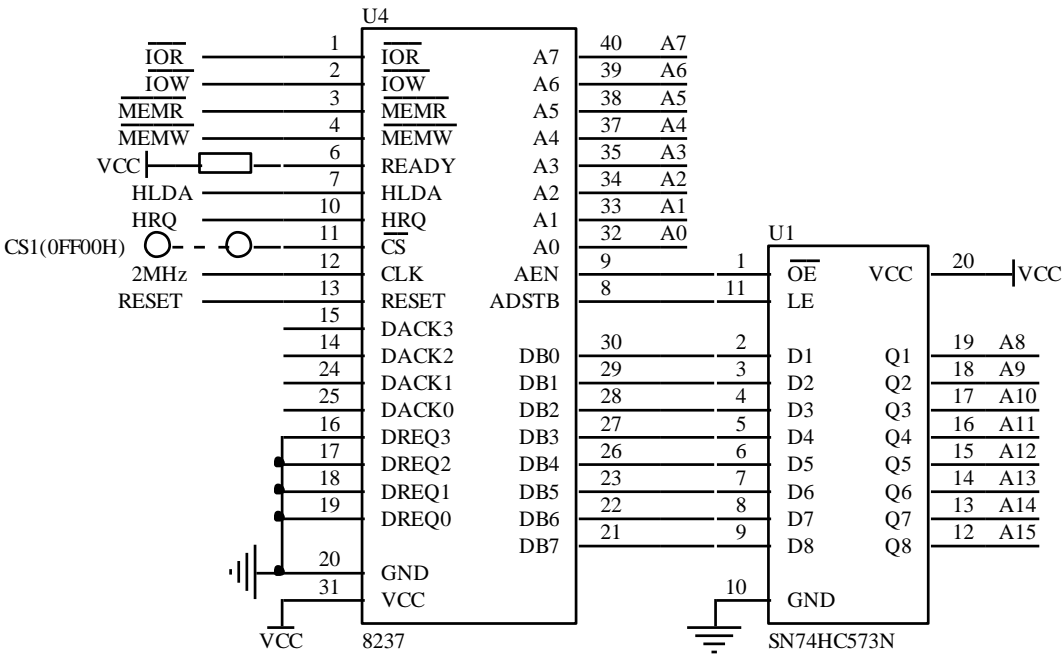 U4
IOR 1 IOR A7 40 A7
IOW 2 IOW A6 39 A6
MEMR 3 MEMR A5 38 A5
MEMW 4 MEMW A4 37 A4
VCC 6 READY A3 35 A3
HLDA 7 HLDA A2 34 A2
HRQ 10 HRQ A1 33 A1
CS1(0FF00H) 11 CS A0 32 A0
2MHz 12 CLK AEN 9
RESET 13 RESET ADSTB 8
15 DACK3
14 DACK2 DB0 30
24 DACK1 DB1 29
25 DACK0 DB2 28
16 DREQ3 DB3 27
17 DREQ2 DB4 26
18 DREQ1 DB5 23
19 DREQ0 DB6 22
DB7 21
20 GND
31 VCC
VCC
8237
U1
1 OE VCC 20 VCC
11 LE
2 D1 Q1 19 A8
3 D2 Q2 18 A9
4 D3 Q3 17 A10
5 D4 Q4 16 A11
6 D5 Q5 15 A12
7 D6 Q6 14 A13
8 D7 Q7 13 A14
9 D8 Q8 12 A15
10 GND
SN74HC573N